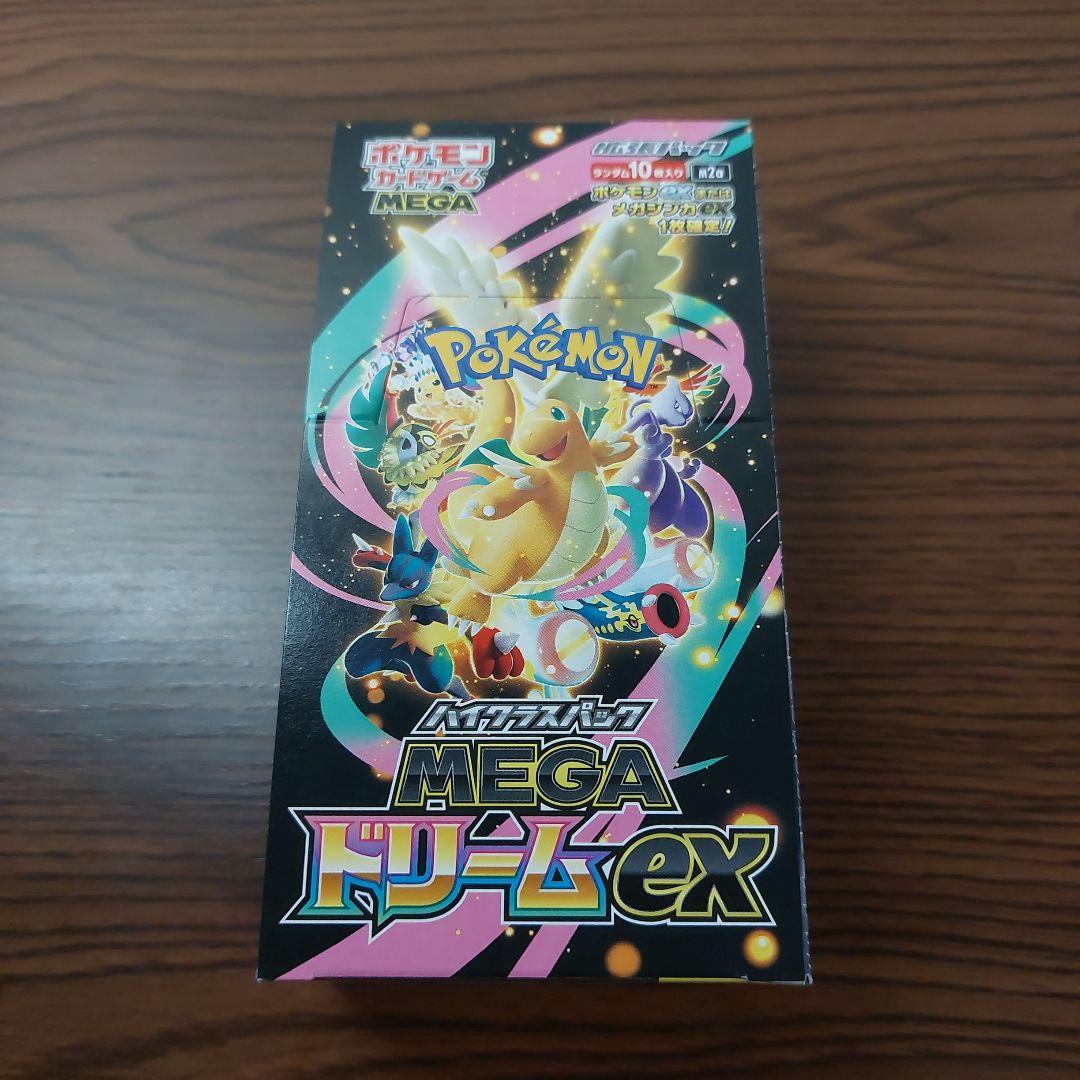 ポケモン
カードゲーム
MEGA
拡張パック
ランダム10枚入り M2a
ポケモンexまたは
メガシンカex
1枚確定!
POKéMON
TM
ハイクラスパック
MEGA
ドリームex